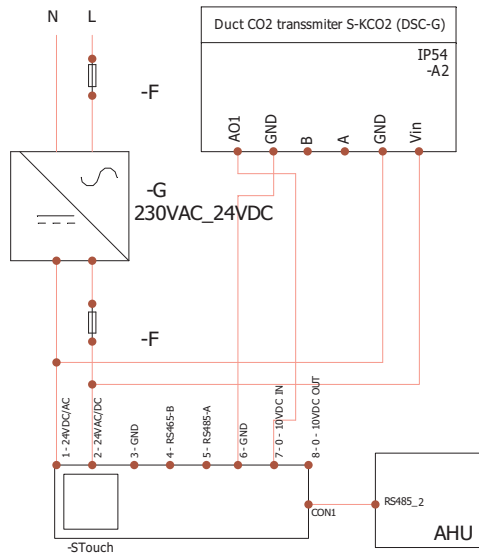 N L
Duct CO2 transsmiter S-KCO2 (DSC-G)
IP54
-A2
-F
AO1
GND
B
A
GND
Vin
-G
230VAC_24VDC
-F
1 - 24VDC/AC
2 - 24VAC/DC
3 - GND
4 - RS465-B
5 - RS485-A
6 - GND
7 - 0 - 10VDC IN
8 - 0 - 10VDC OUT
CON1
RS485_2
AHU
-STouch